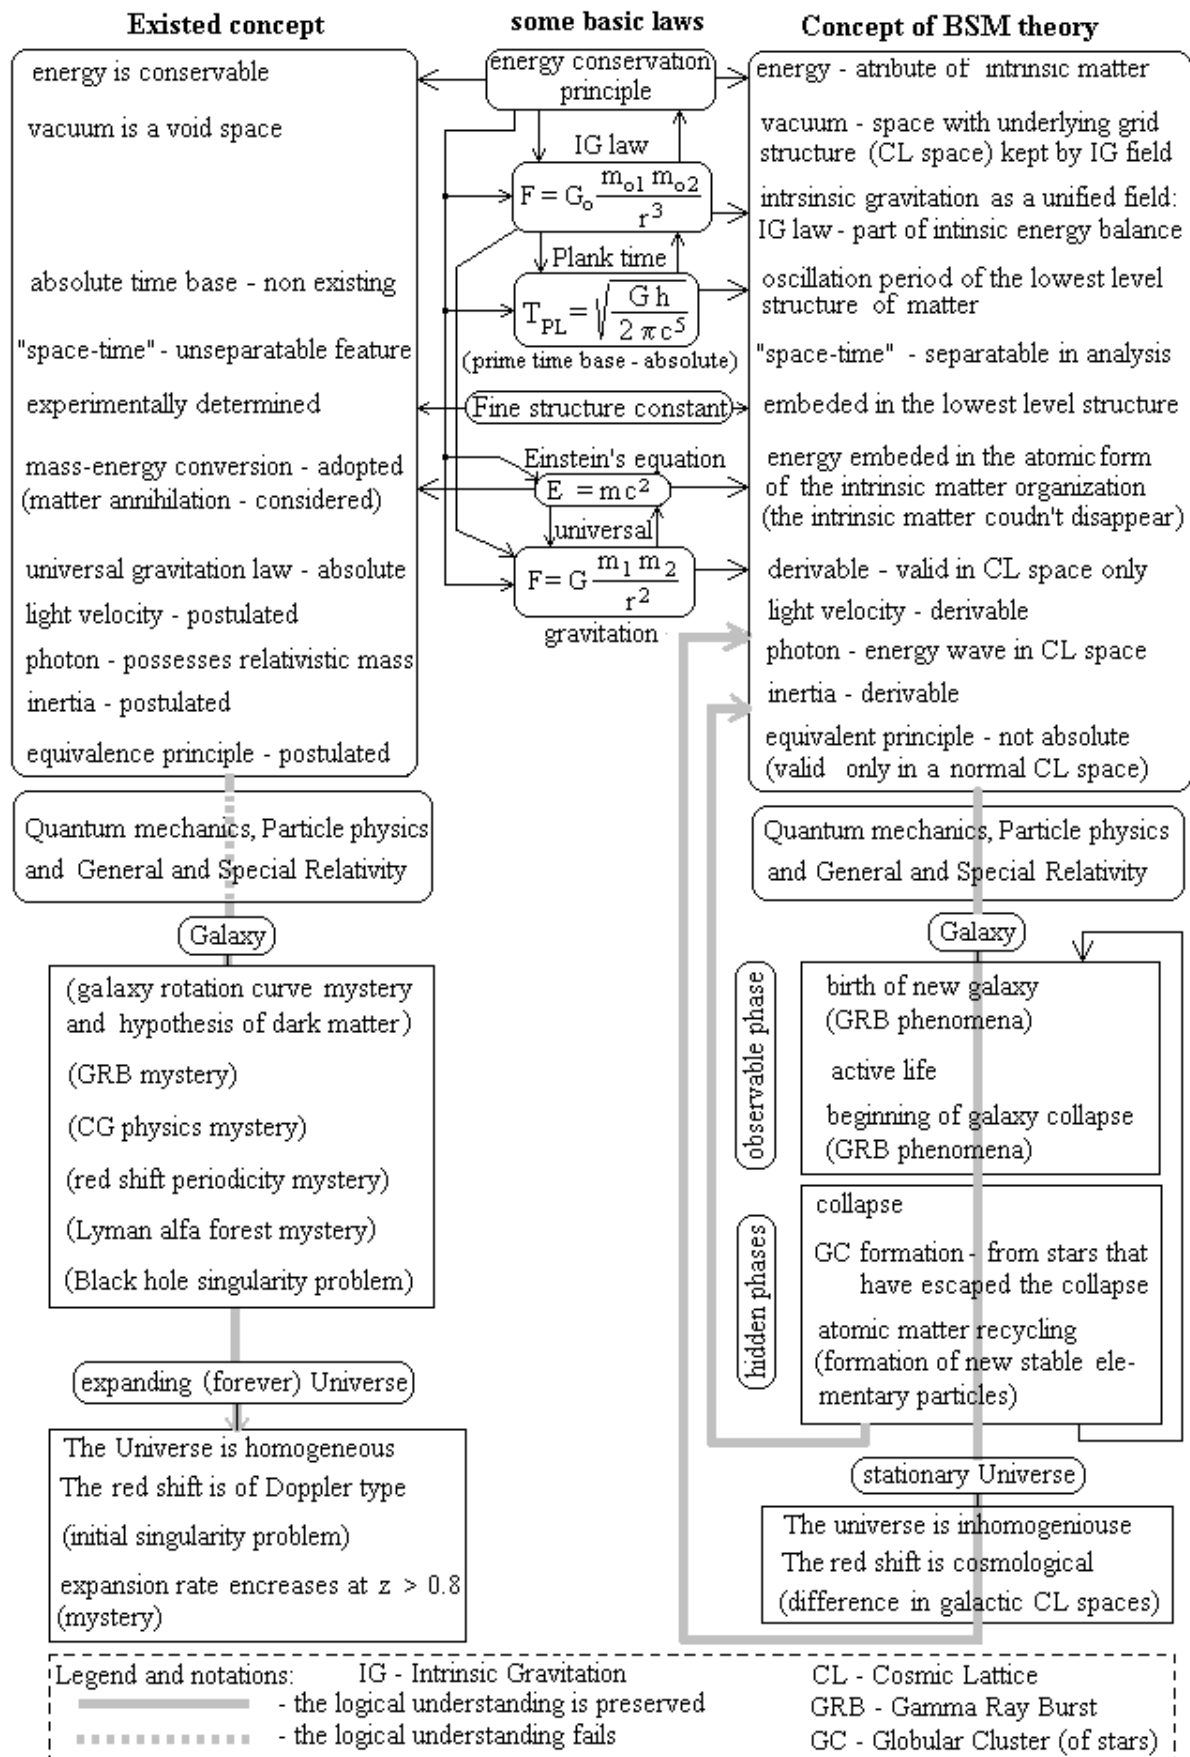 Existed concept
some basic laws
Concept of BSM theory
energy is conservable
vacuum is a void space
absolute time base - non existing
"space-time" - unseparatable feature
experimentally determined
mass-energy conversion - adopted
(matter annihilation - considered)
universal gravitation law - absolute
light velocity - postulated
photon - possesses relativistic mass
inertia - postulated
equivalence principle - postulated
energy conservation
principle
IG law
F = G₀ m₀₁ m₀₂ / r³
Plank time
T_PL = √(G h / 2 π c⁵)
(prime time base - absolute)
Fine structure constant
Einstein's equation
E = mc²
universal
F = G m₁ m₂ / r²
gravitation
energy - atribute of intrinsic matter
vacuum - space with underlying grid
structure (CL space) kept by IG field
intrsinsic gravitation as a unified field:
IG law - part of intinsic energy balance
oscillation period of the lowest level
structure of matter
"space-time" - separatable in analysis
embeded in the lowest level structure
energy embeded in the atomic form
of the intrinsic matter organization
(the intrinsic matter coudn't disappear)
derivable - valid in CL space only
light velocity - derivable
photon - energy wave in CL space
inertia - derivable
equivalent principle - not absolute
(valid only in a normal CL space)
Quantum mechanics, Particle physics
and General and Special Relativity
Galaxy
(galaxy rotation curve mystery
and hypothesis of dark matter)
(GRB mystery)
(CG physics mystery)
(red shift periodicity mystery)
(Lyman alfa forest mystery)
(Black hole singularity problem)
expanding (forever) Universe
The Universe is homogeneous
The red shift is of Doppler type
(initial singularity problem)
expansion rate encreases at z > 0.8
(mystery)
Quantum mechanics, Particle physics
and General and Special Relativity
Galaxy
observable phase
birth of new galaxy
(GRB phenomena)
active life
beginning of galaxy collapse
(GRB phenomena)
hidden phases
collapse
GC formation - from stars that
have escaped the collapse
atomic matter recycling
(formation of new stable ele-
mentary particles)
stationary Universe
The universe is inhomogeniouse
The red shift is cosmological
(difference in galactic CL spaces)
Legend and notations:
- the logical understanding is preserved
- the logical understanding fails
IG - Intrinsic Gravitation
CL - Cosmic Lattice
GRB - Gamma Ray Burst
GC - Globular Cluster (of stars)